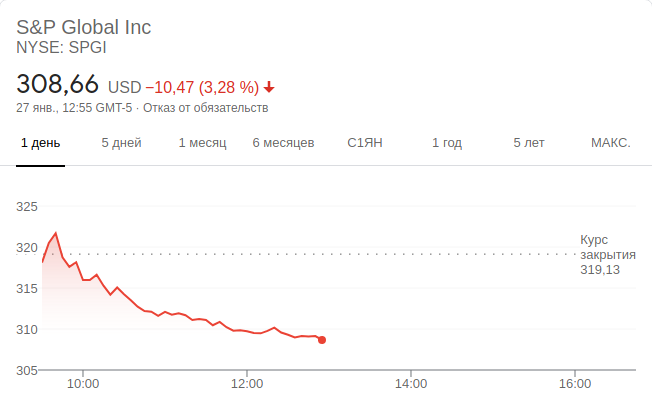 S&P Global Inc
NYSE: SPGI
308,66 USD −10,47 (3,28 %)
27 янв., 12:55 GMT-5 · Отказ от обязательств
1 день 5 дней 1 месяц 6 месяцев С1ЯН 1 год 5 лет МАКС.
325
320
315
310
305
Курс
закрытия
319,13
10:00 12:00 14:00 16:00